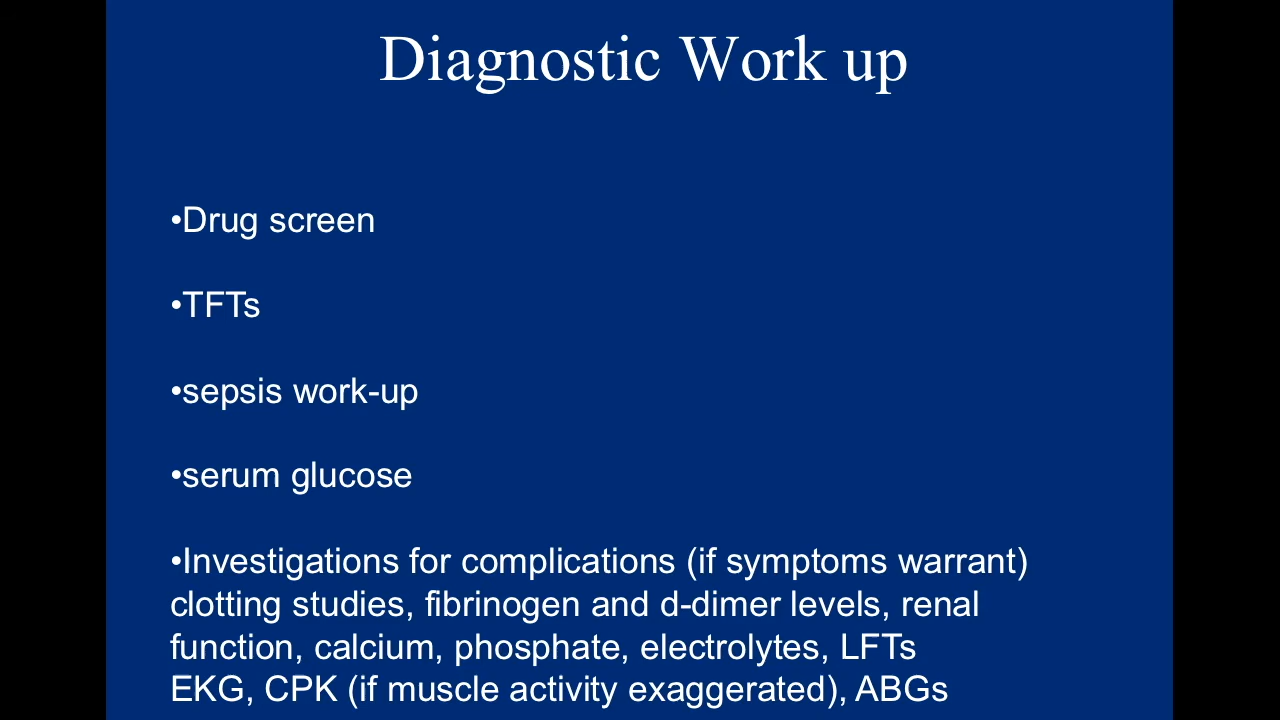 Diagnostic Work up
•Drug screen
•TFTs
•sepsis work-up
•serum glucose
•Investigations for complications (if symptoms warrant)
clotting studies, fibrinogen and d-dimer levels, renal
function, calcium, phosphate, electrolytes, LFTs
EKG, CPK (if muscle activity exaggerated), ABGs